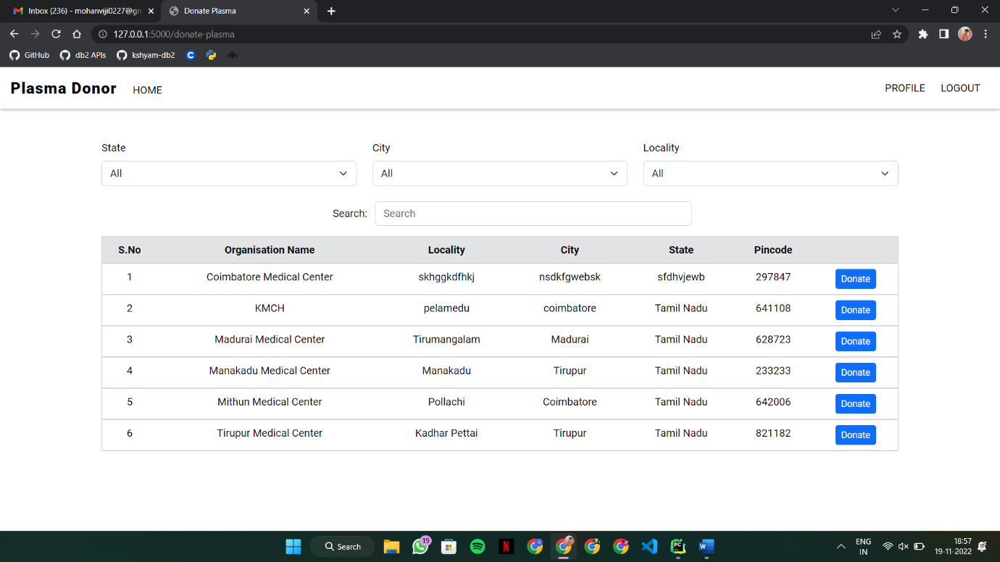 Inbox (236) - mohanviji0227@gm
Donate Plasma
127.0.0.1:5000/donate-plasma
GitHub db2 APIs kshyam-db2
Plasma Donor HOME PROFILE LOGOUT
State City Locality
All All All
Search: Search
S.No Organisation Name Locality City State Pincode
1 Coimbatore Medical Center skhggkdfhkj nsdkfgwebsk sfdhvjewb 297847 Donate
2 KMCH pelamedu coimbatore Tamil Nadu 641108 Donate
3 Madurai Medical Center Tirumangalam Madurai Tamil Nadu 628723 Donate
4 Manakadu Medical Center Manakadu Tirupur Tamil Nadu 233233 Donate
5 Mithun Medical Center Pollachi Coimbatore Tamil Nadu 642006 Donate
6 Tirupur Medical Center Kadhar Pettai Tirupur Tamil Nadu 821182 Donate
Search 19 ENG 18:57
IN 19-11-2022